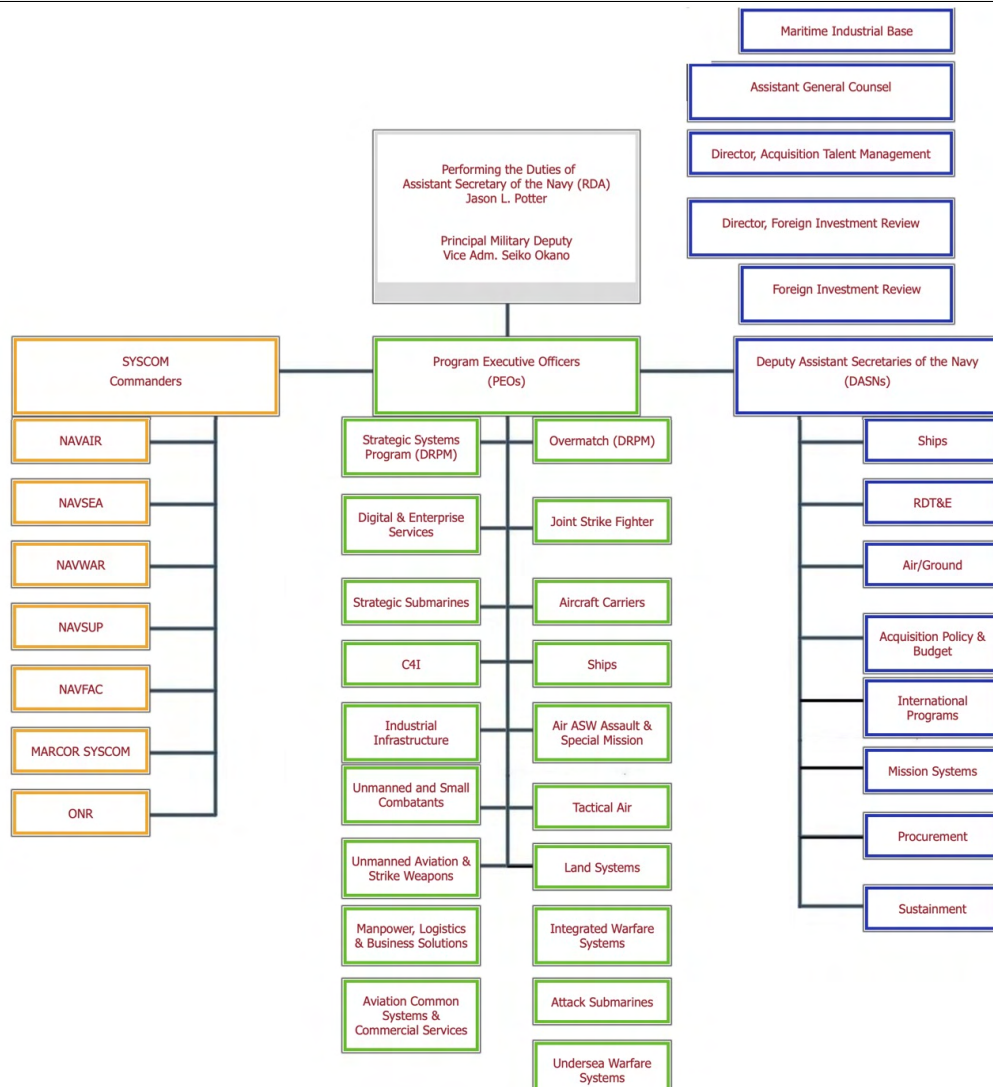 Maritime Industrial Base
Assistant General Counsel
Director, Acquisition Talent Management
Director, Foreign Investment Review
Foreign Investment Review
Performing the Duties of
Assistant Secretary of the Navy (RDA)
Jason L. Potter
Principal Military Deputy
Vice Adm. Seiko Okano
SYSCOM
Commanders
NAVAIR
NAVSEA
NAVWAR
NAVSUP
NAVFAC
MARCOR SYSCOM
ONR
Program Executive Officers
(PEOs)
Strategic Systems
Program (DRPM)
Digital & Enterprise
Services
Strategic Submarines
C4I
Industrial
Infrastructure
Unmanned and Small
Combatants
Unmanned Aviation &
Strike Weapons
Manpower, Logistics
& Business Solutions
Aviation Common
Systems &
Commercial Services
Overmatch (DRPM)
Joint Strike Fighter
Aircraft Carriers
Ships
Air ASW Assault &
Special Mission
Tactical Air
Land Systems
Integrated Warfare
Systems
Attack Submarines
Undersea Warfare
Systems
Deputy Assistant Secretaries of the Navy
(DASNs)
Ships
RDT&E
Air/Ground
Acquisition Policy &
Budget
International
Programs
Mission Systems
Procurement
Sustainment